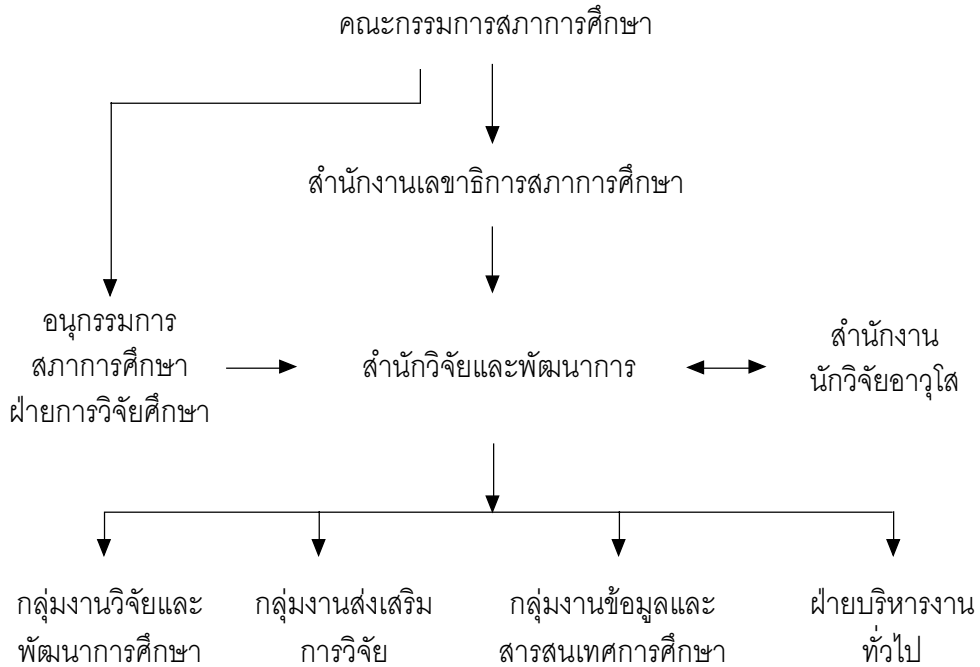 คณะกรรมการสภาการศึกษา
สำนักงานเลขาธิการสภาการศึกษา
อนุกรรมการ
สภาการศึกษา
ฝ่ายการวิจัยศึกษา
สำนักวิจัยและพัฒนาการ
สำนักงาน
นักวิจัยอาวุโส
กลุ่มงานวิจัยและ
พัฒนาการศึกษา
กลุ่มงานส่งเสริม
การวิจัย
กลุ่มงานข้อมูลและ
สารสนเทศการศึกษา
ฝ่ายบริหารงาน
ทั่วไป